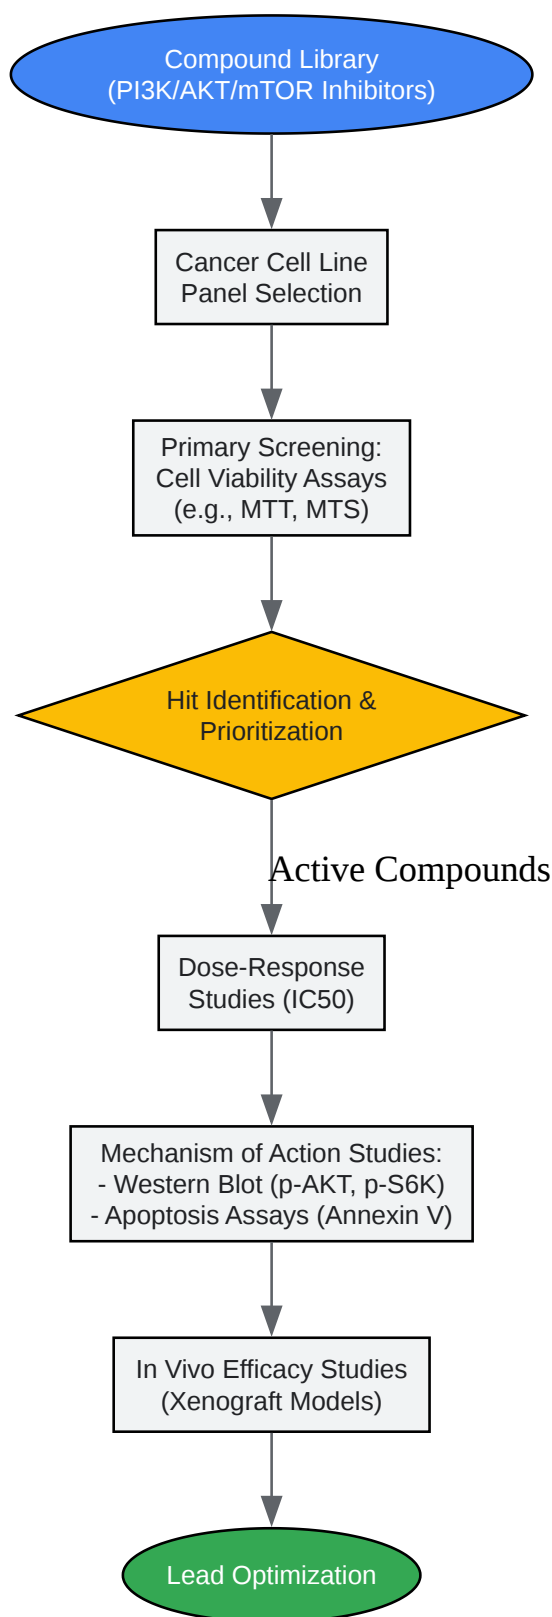 Compound Library
(PI3K/AKT/mTOR Inhibitors)
Cancer Cell Line
Panel Selection
Primary Screening:
Cell Viability Assays
(e.g., MTT, MTS)
Hit Identification &
Prioritization
Active Compounds
Dose-Response
Studies (IC50)
Mechanism of Action Studies:
- Western Blot (p-AKT, p-S6K)
- Apoptosis Assays (Annexin V)
In Vivo Efficacy Studies
(Xenograft Models)
Lead Optimization